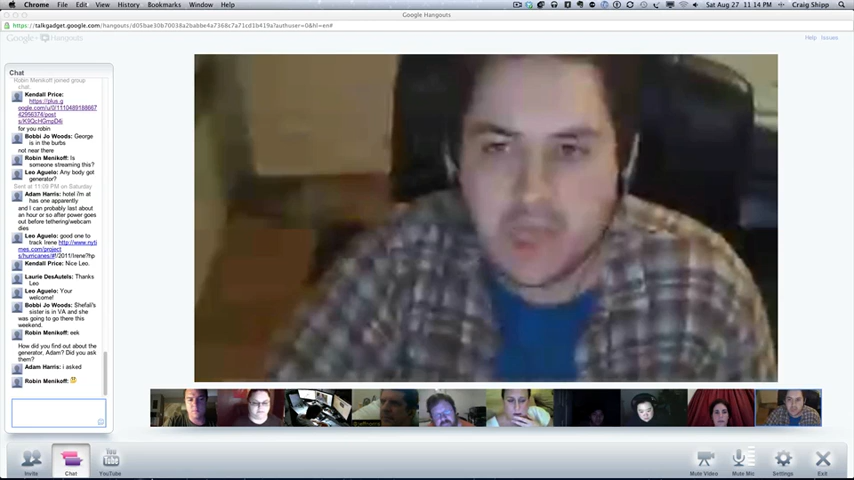 Chrome File Edit View History Bookmarks Window Help Sat Aug 27 11:14 PM Craig Shipp
Google Hangouts
https://talkgadget.google.com/hangouts/d05bae30b70038a2babbe4a7368c7a71cd1b#19a?authuser=0&hl=en#
Google+ Hangouts
Help Issues
Chat
Robin Menikoff joined group
chat.
Kendall Price:
https://plus.g
oogle.com/u/0/1110489188667
42956374/post
s/K9QcHGmpD4i
for you robin
Bobbi Jo Woods: George
is in the burbs
not near there
Robin Menikoff: Is
someone streaming this?
Leo Aguelo: Any body got
generator?
Sent at 11:09 PM on Saturday
Adam Harris: hotel i'm at
has one apparently
and I can probably last about
an hour or so after power goes
out before tethering/webcam
dies
Leo Aguelo: good one to
track Irene http://www.nyti
mes.com/project
s/hurricanes/#!/2011/Irene?hp
Kendall Price: Nice Leo.
Laurie DesAutels: Thanks
Leo
Leo Aguelo: Your
welcome!
Bobbi Jo Woods: Shefali's
sister is in VA and she
was going to go there this
weekend.
Robin Menikoff: eek
How did you find out about the
generator, Adam? Did you ask
them?
Adam Harris: i asked
Robin Menikoff:
Invite
Chat
YouTube
Mute Video
Mute Mic
Settings
Exit